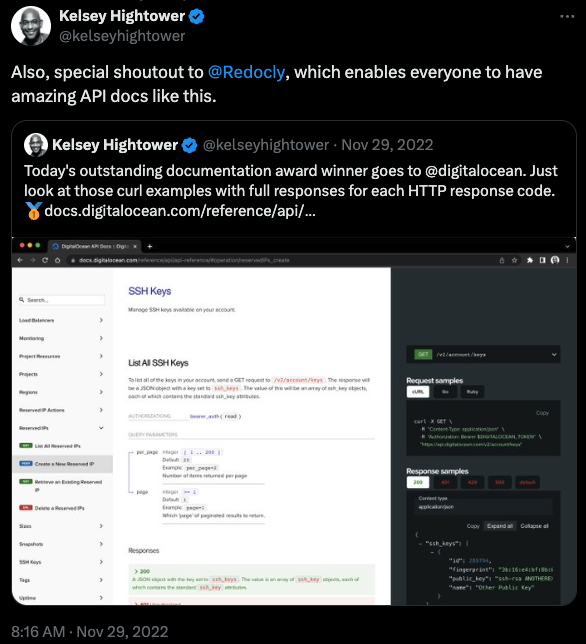 Kelsey Hightower
@kelseyhightower
Also, special shoutout to @Redocly, which enables everyone to have
amazing API docs like this.
Kelsey Hightower @kelseyhightower · Nov 29, 2022
Today's outstanding documentation award winner goes to @digitalocean. Just
look at those curl examples with full responses for each HTTP response code.
🥇docs.digitalocean.com/reference/api/...
DigitalOcean API Docs | Digit
docs.digitalocean.com/reference/api/api-reference/#operation/reservedIPs_create
Search...
Load Balancers
Monitoring
Project Resources
Projects
Regions
Reserved IP Actions
Reserved IPs
GET List All Reserved IPs
POST Create a New Reserved IP
GET Retrieve an Existing Reserved
IP
DEL Delete a Reserved IPs
Sizes
Snapshots
SSH Keys
Tags
Uptime
SSH Keys
Manage SSH keys available on your account.
List All SSH Keys
To list all of the keys in your account, send a GET request to /v2/account/keys. The response will
be a JSON object with a key set to ssh_keys. The value of this will be an array of ssh_key objects,
each of which contains the standard ssh_key attributes.
AUTHORIZATIONS: bearer_auth (read)
QUERY PARAMETERS
per_page integer [ 1 .. 200 ]
Default: 20
Example: per_page=2
Number of items returned per page
page integer >= 1
Default: 1
Example: page=1
Which 'page' of paginated results to return.
Responses
> 200
A JSON object with the key set to ssh_keys. The value is an array of ssh_key objects, each of
which contains the standard ssh_key attributes.
GET /v2/account/keys
Request samples
cURL Go Ruby
Copy
curl -X GET \
-H "Content-Type: application/json" \
-H "Authorization: Bearer $DIGITALOCEAN_TOKEN" \
"https://api.digitalocean.com/v2/account/keys"
Response samples
200 401 429 500 default
Content type
application/json
Copy Expand all Collapse all
{
- "ssh_keys": [
- {
"id": 289794,
"fingerprint": "3b:16:e4:bf:8b:
"public_key": "ssh-rsa ANOTHERE
"name": "Other Public Key"
}
8:16 AM · Nov 29, 2022